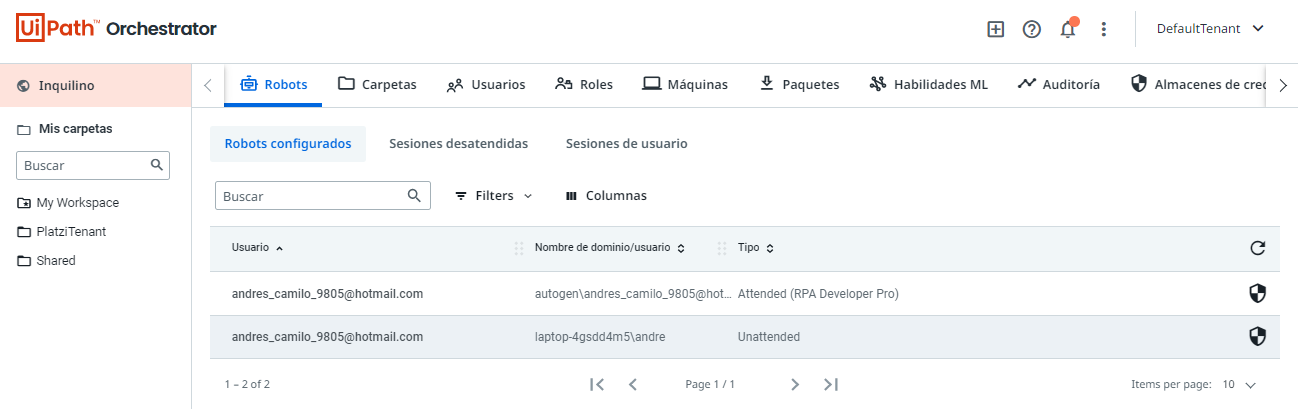 UiPath™ Orchestrator
DefaultTenant
Inquilino
Robots Carpetas Usuarios Roles Máquinas Paquetes Habilidades ML Auditoría Almacenes de cred
Mis carpetas
Buscar
My Workspace
PlatziTenant
Shared
Robots configurados Sesiones desatendidas Sesiones de usuario
Buscar Filters Columnas
Usuario Nombre de dominio/usuario Tipo
andres_camilo_9805@hotmail.com autogen\andres_camilo_9805@hot... Attended (RPA Developer Pro)
andres_camilo_9805@hotmail.com laptop-4gsdd4m5\andre Unattended
1 – 2 of 2 Page 1 / 1 Items per page: 10